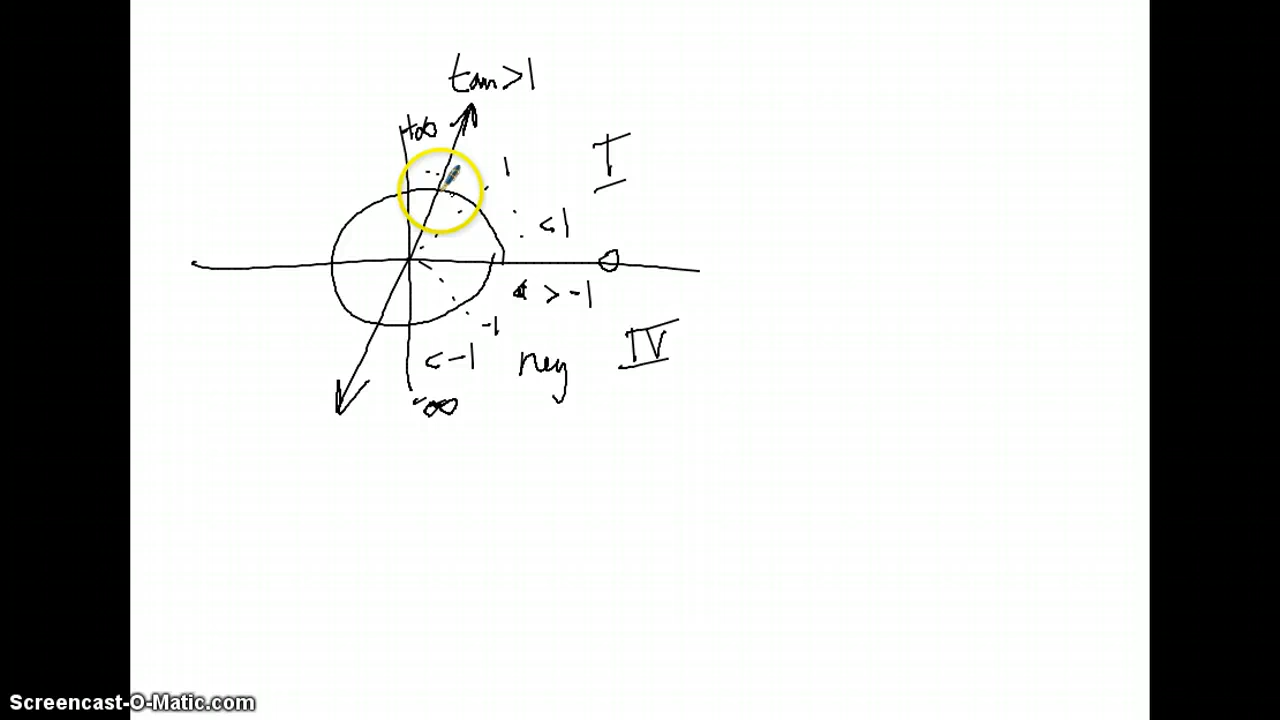 tan>1
+∞
1
I
<1
0
> -1
-1
IV
<-1
neg
-∞
Screencast-O-Matic.com